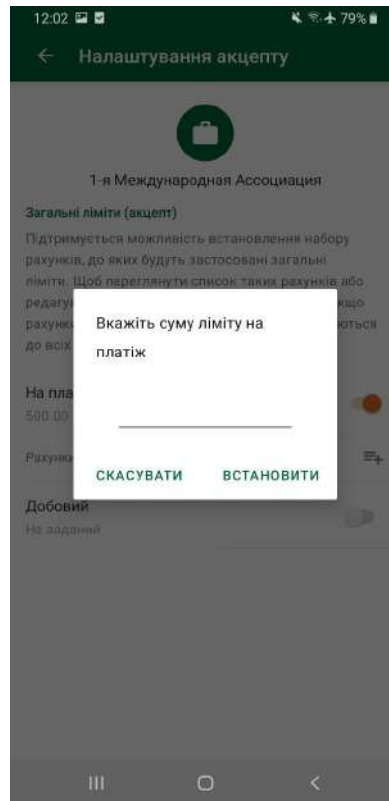 12:02 79%
Налаштування акцепту
1-я Международная Ассоциация
Загальні ліміти (акцепт)
Підтримується можливість встановлення набору
рахунків, до яких будуть застосовані загальні
ліміти. Щоб переглянути список таких рахунків або
редагу
до всіх
Вкажіть суму ліміту на
платіж
На пла
500.00
Рахунки
СКАСУВАТИ ВСТАНОВИТИ
Добовий
Не заданий